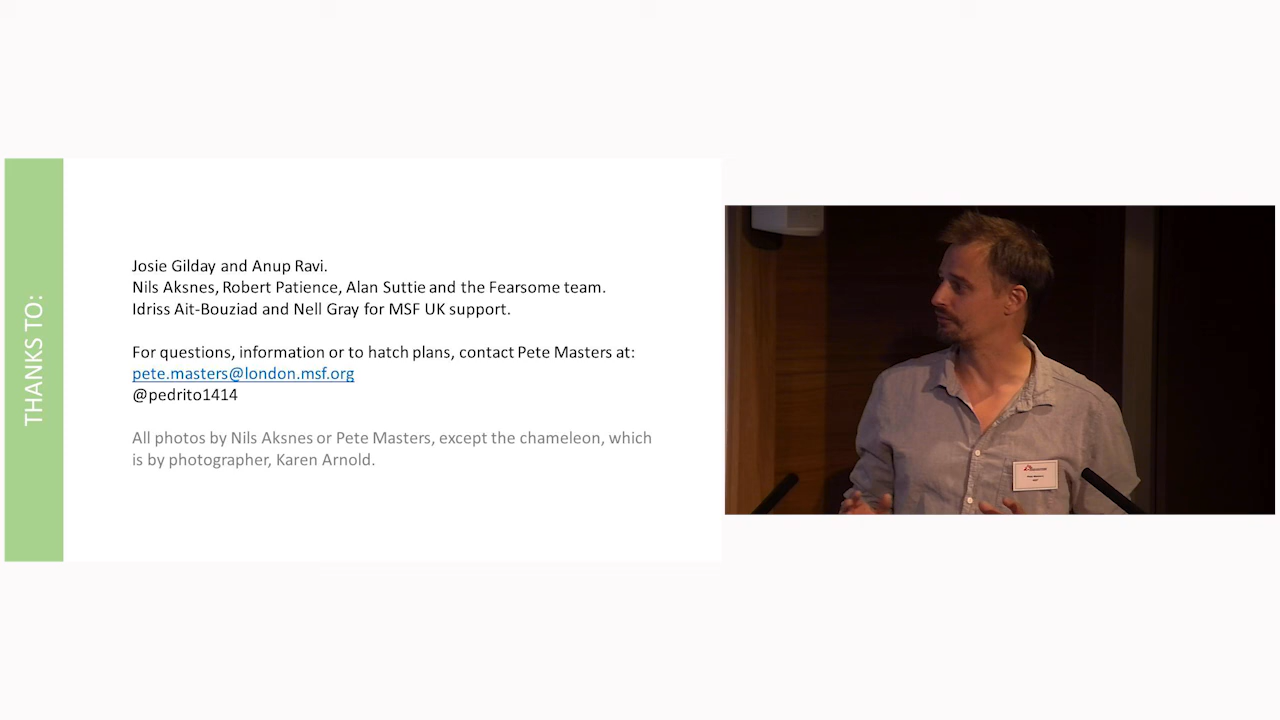 THANKS TO:
Josie Gilday and Anup Ravi.
Nils Aksnes, Robert Patience, Alan Suttie and the Fearsome team.
Idriss Ait-Bouziad and Nell Gray for MSF UK support.
For questions, information or to hatch plans, contact Pete Masters at:
pete.masters@london.msf.org
@pedrito1414
All photos by Nils Aksnes or Pete Masters, except the chameleon, which
is by photographer, Karen Arnold.